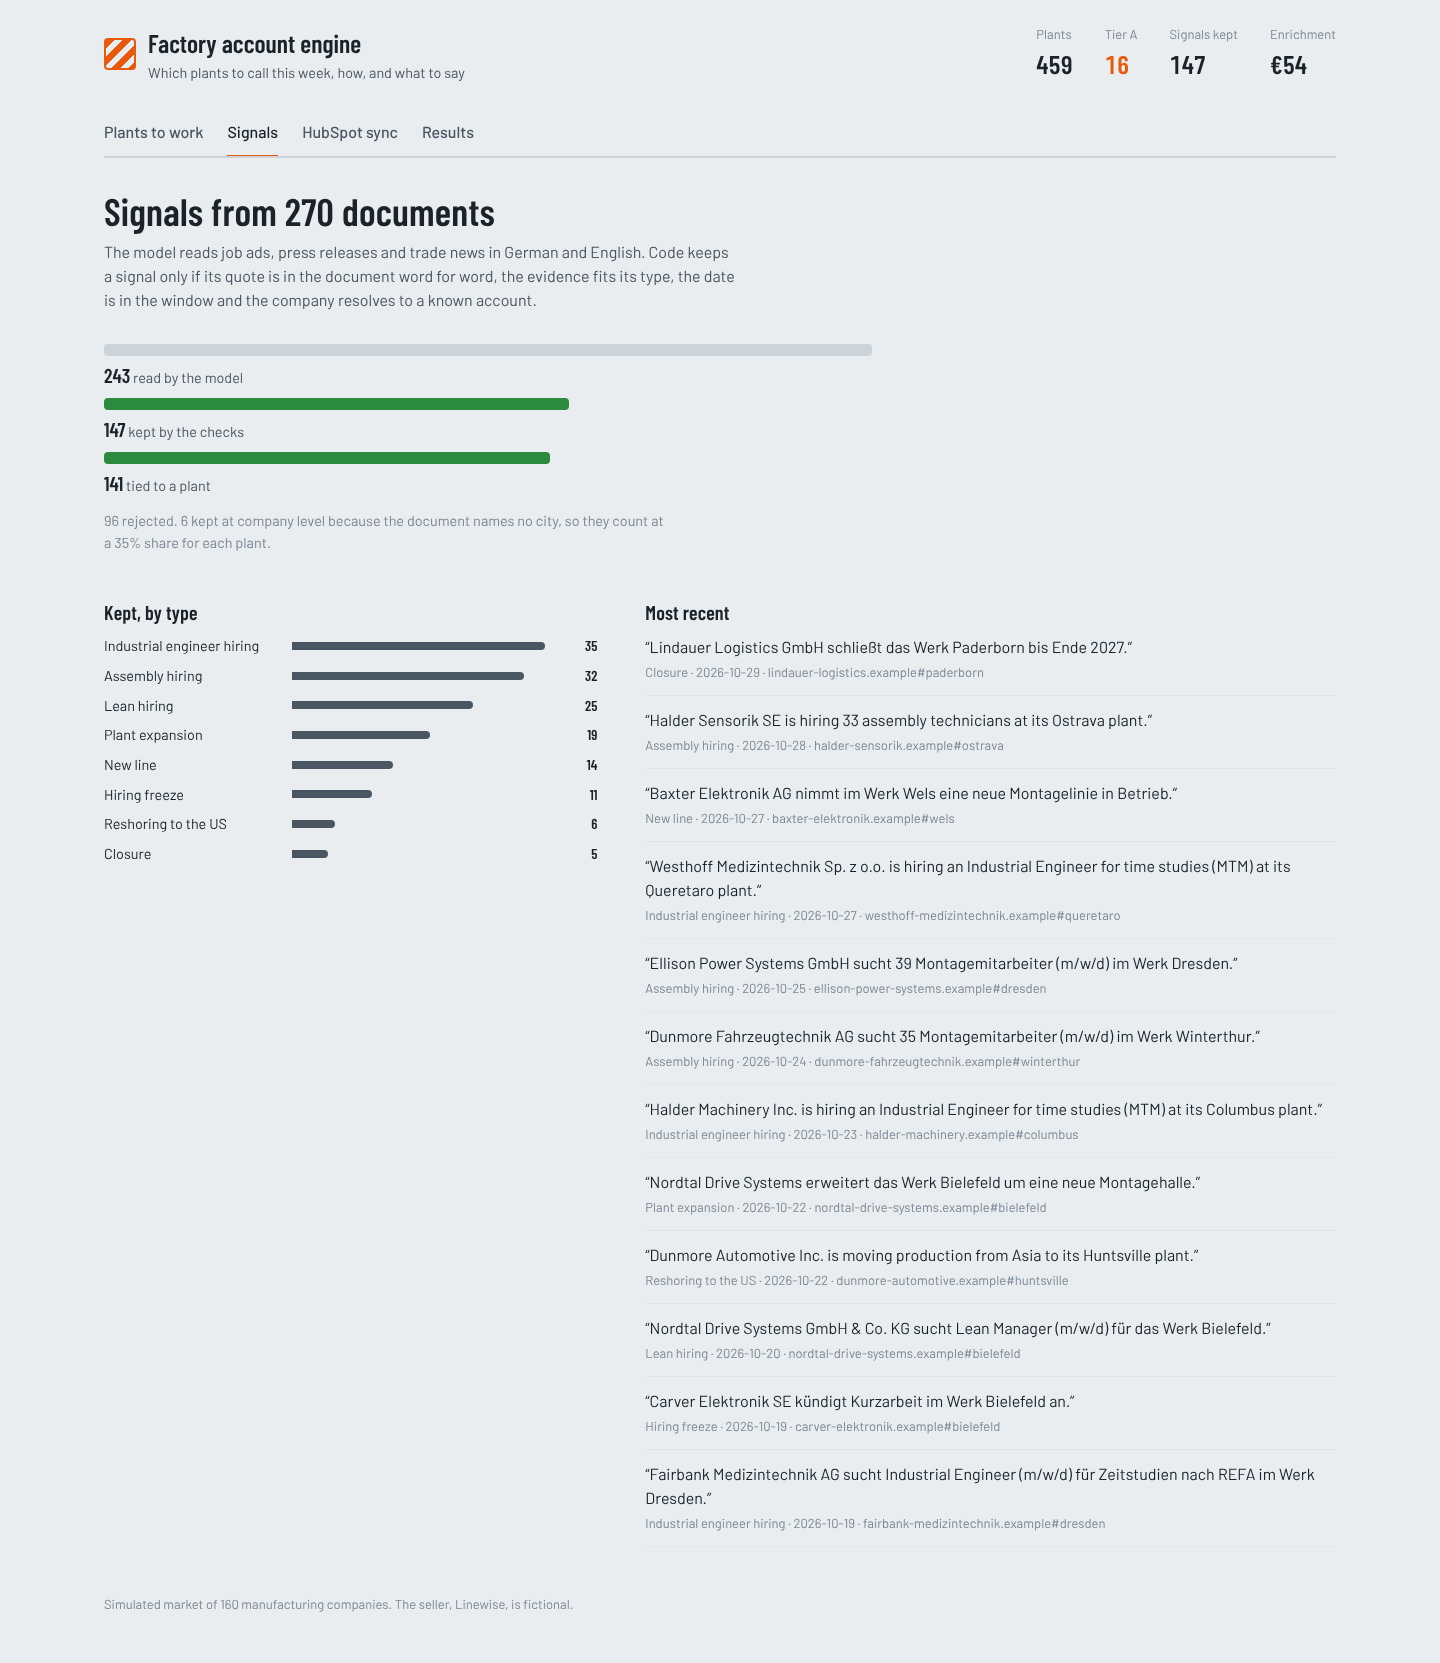 Factory account engine
Which plants to call this week, how, and what to say
Plants
459
Tier A
16
Signals kept
147
Enrichment
€54
Plants to work
Signals
HubSpot sync
Results
Signals from 270 documents
The model reads job ads, press releases and trade news in German and English. Code keeps
a signal only if its quote is in the document word for word, the evidence fits its type, the date
is in the window and the company resolves to a known account.
243 read by the model
147 kept by the checks
141 tied to a plant
96 rejected. 6 kept at company level because the document names no city, so they count at
a 35% share for each plant.
Kept, by type
Industrial engineer hiring 35
Assembly hiring 32
Lean hiring 25
Plant expansion 19
New line 14
Hiring freeze 11
Reshoring to the US 6
Closure 5
Most recent
“Lindauer Logistics GmbH schließt das Werk Paderborn bis Ende 2027.”
Closure · 2026-10-29 · lindauer-logistics.example#paderborn
“Halder Sensorik SE is hiring 33 assembly technicians at its Ostrava plant.”
Assembly hiring · 2026-10-28 · halder-sensorik.example#ostrava
“Baxter Elektronik AG nimmt im Werk Wels eine neue Montagelinie in Betrieb.”
New line · 2026-10-27 · baxter-elektronik.example#wels
“Westhoff Medizintechnik Sp. z o.o. is hiring an Industrial Engineer for time studies (MTM) at its
Queretaro plant.”
Industrial engineer hiring · 2026-10-27 · westhoff-medizintechnik.example#queretaro
“Ellison Power Systems GmbH sucht 39 Montagemitarbeiter (m/w/d) im Werk Dresden.”
Assembly hiring · 2026-10-25 · ellison-power-systems.example#dresden
“Dunmore Fahrzeugtechnik AG sucht 35 Montagemitarbeiter (m/w/d) im Werk Winterthur.”
Assembly hiring · 2026-10-24 · dunmore-fahrzeugtechnik.example#winterthur
“Halder Machinery Inc. is hiring an Industrial Engineer for time studies (MTM) at its Columbus plant.”
Industrial engineer hiring · 2026-10-23 · halder-machinery.example#columbus
“Nordtal Drive Systems erweitert das Werk Bielefeld um eine neue Montagehalle.”
Plant expansion · 2026-10-22 · nordtal-drive-systems.example#bielefeld
“Dunmore Automotive Inc. is moving production from Asia to its Huntsville plant.”
Reshoring to the US · 2026-10-22 · dunmore-automotive.example#huntsville
“Nordtal Drive Systems GmbH & Co. KG sucht Lean Manager (m/w/d) für das Werk Bielefeld.”
Lean hiring · 2026-10-20 · nordtal-drive-systems.example#bielefeld
“Carver Elektronik SE kündigt Kurzarbeit im Werk Bielefeld an.”
Hiring freeze · 2026-10-19 · carver-elektronik.example#bielefeld
“Fairbank Medizintechnik AG sucht Industrial Engineer (m/w/d) für Zeitstudien nach REFA im Werk
Dresden.”
Industrial engineer hiring · 2026-10-19 · fairbank-medizintechnik.example#dresden
Simulated market of 160 manufacturing companies. The seller, Linewise, is fictional.